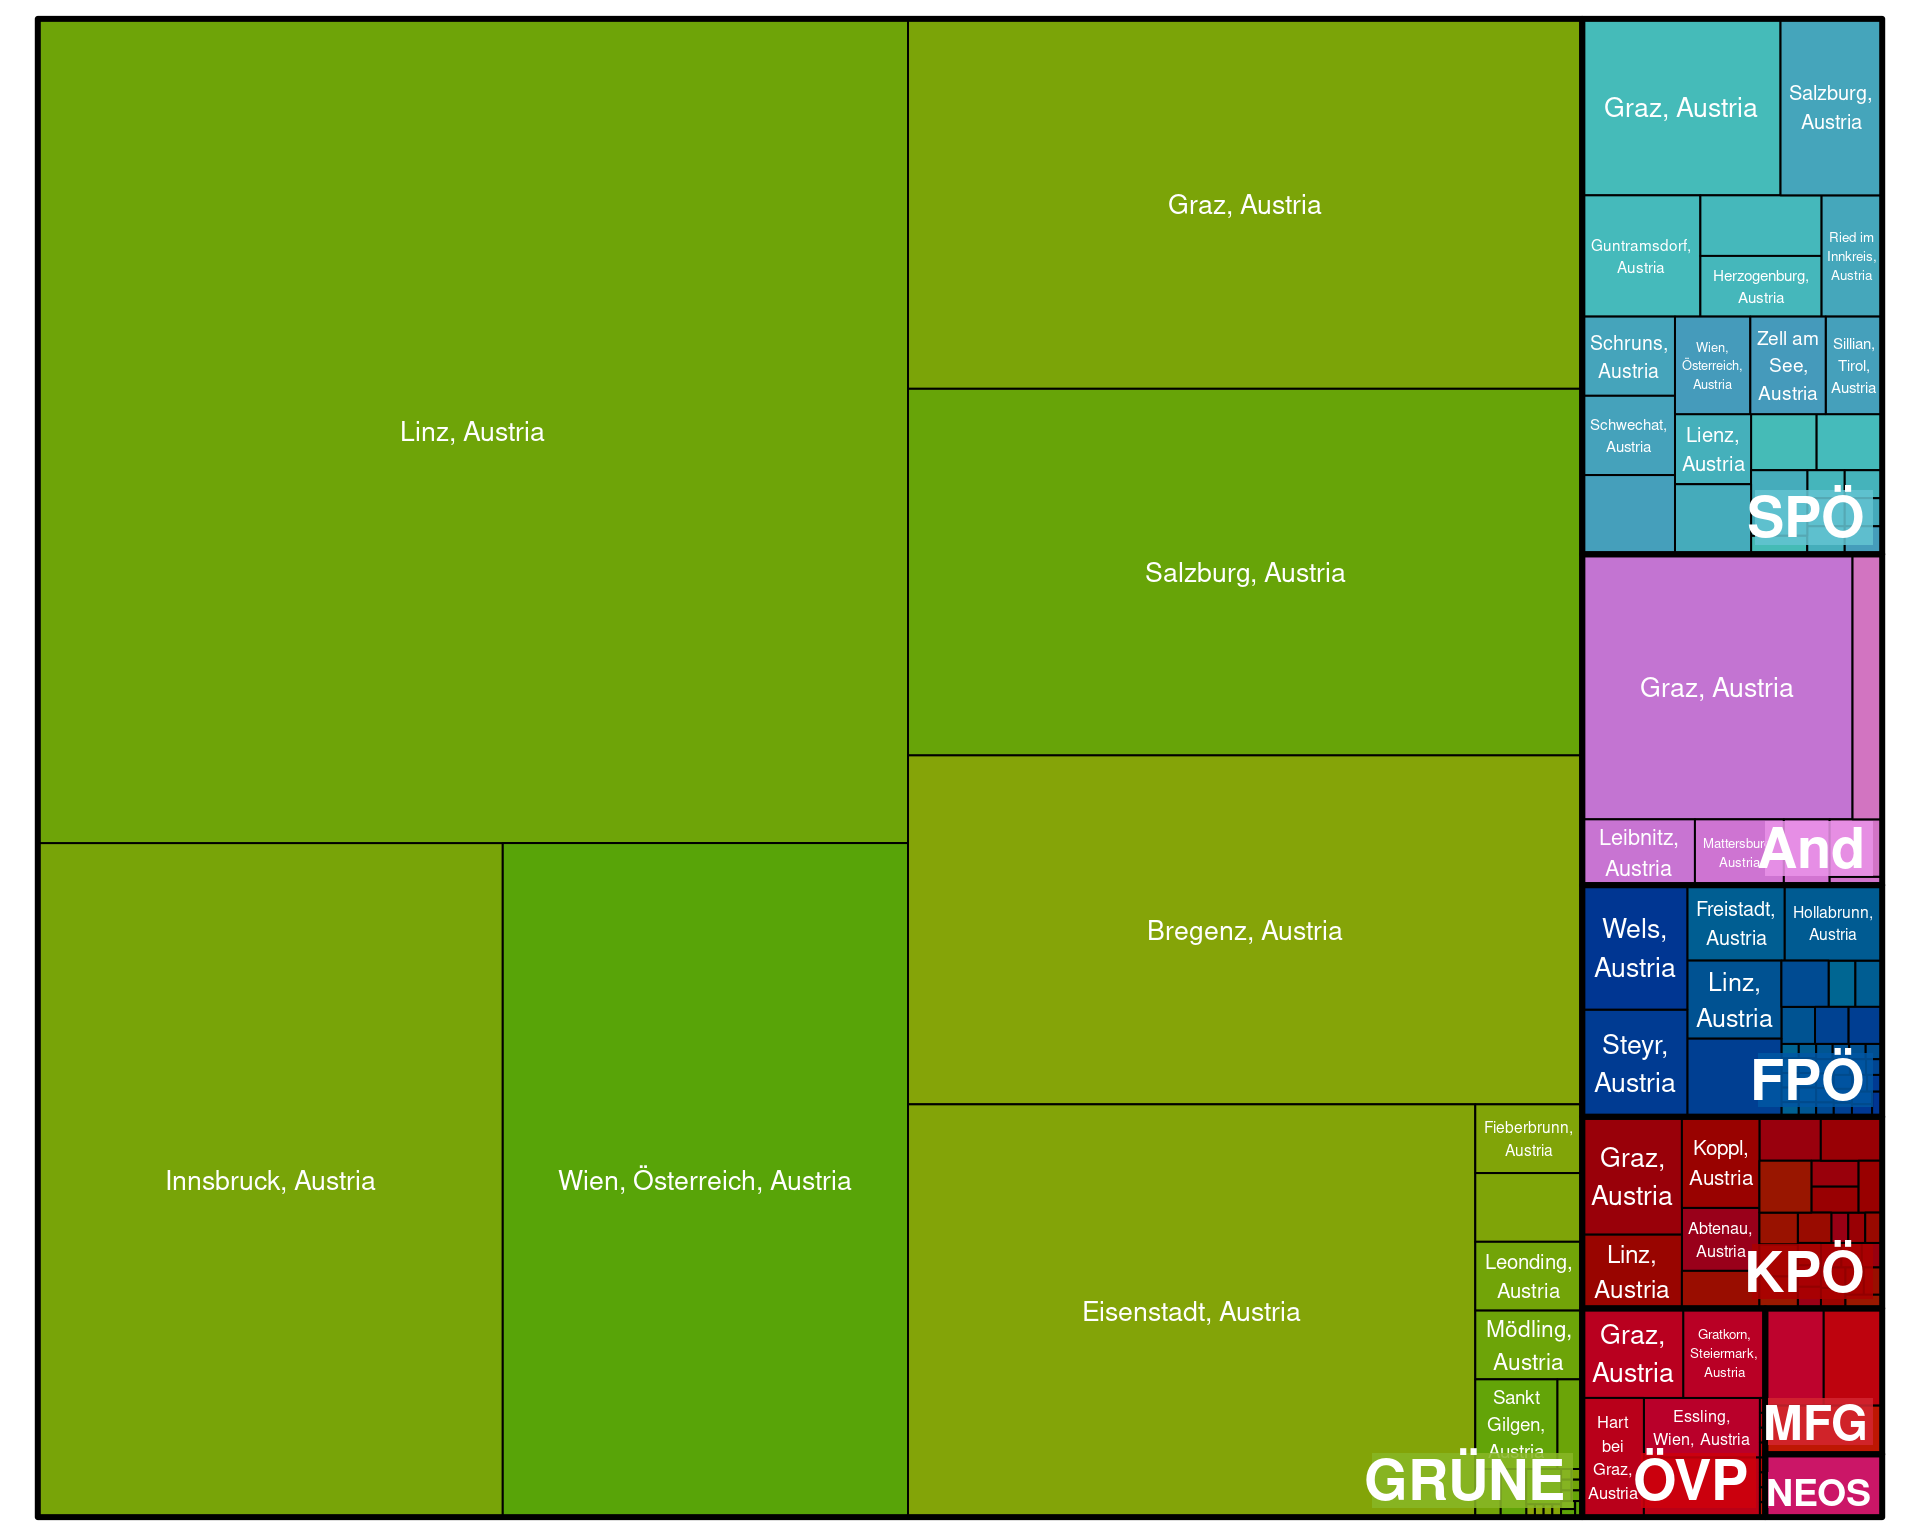 Linz, Austria
Innsbruck, Austria
Wien, Österreich, Austria
Graz, Austria
Salzburg, Austria
Bregenz, Austria
Eisenstadt, Austria
Fieberbrunn,
Austria
Leonding,
Austria
Mödling,
Austria
Sankt
Gilgen,
Austria
GRÜNE
Graz, Austria
Salzburg,
Austria
Guntramsdorf,
Austria
Herzogenburg,
Austria
Ried im
Innkreis,
Austria
Schruns,
Austria
Wien,
Österreich,
Austria
Zell am
See,
Austria
Sillian,
Tirol,
Austria
Schwechat,
Austria
Lienz,
Austria
SPÖ
Graz, Austria
Leibnitz,
Austria
Mattersbur
Austria
And
Wels,
Austria
Freistadt,
Austria
Hollabrunn,
Austria
Linz,
Austria
Steyr,
Austria
FPÖ
Graz,
Austria
Koppl,
Austria
Abtenau,
Austria
Linz,
Austria
KPÖ
Graz,
Austria
Gratkorn,
Steiermark,
Austria
Hart
bei
Graz,
Austria
Essling,
Wien, Austria
ÖVP
MFG
NEOS